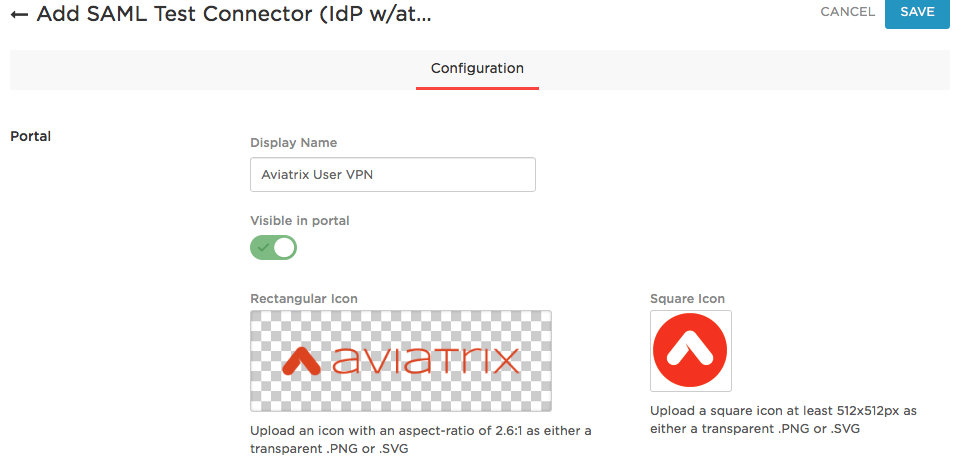 ← Add SAML Test Connector (IdP w/at...
CANCEL
SAVE
Configuration
Portal
Display Name
Aviatrix User VPN
Visible in portal
Rectangular Icon
Square Icon
aviatrix
Upload an icon with an aspect-ratio of 2.6:1 as either a
transparent .PNG or .SVG
Upload a square icon at least 512x512px as
either a transparent .PNG or .SVG